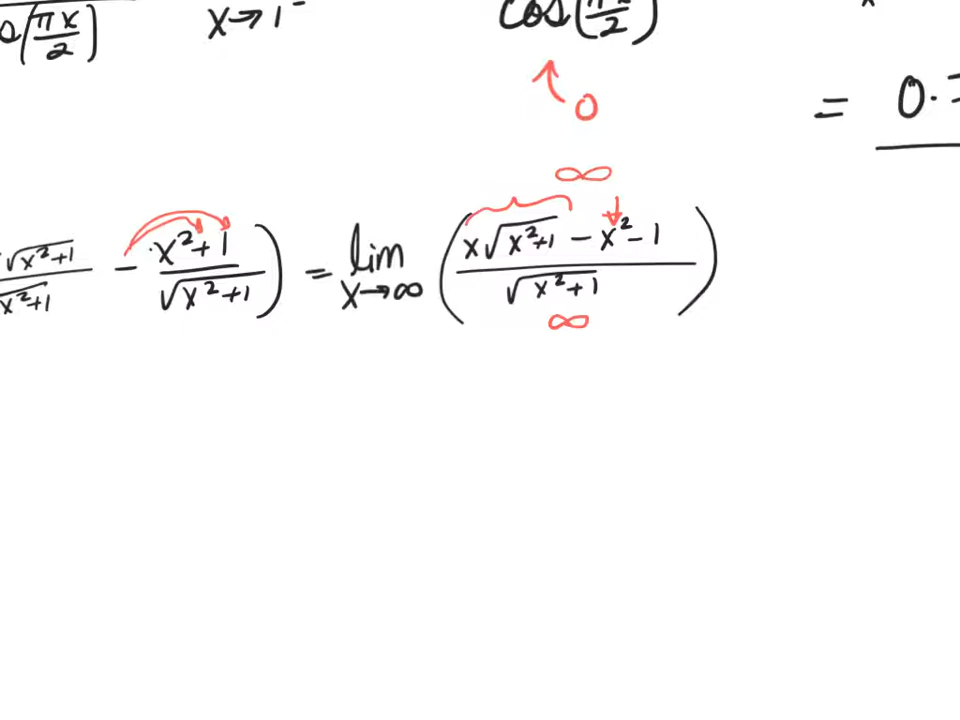 s(πx/2) x→1⁻ cos(πx/2)
0
= 0.
∞
√(x²+1)/√(x²+1) − (x²+1)/√(x²+1)) = lim x→∞ ((x√(x²+1) − x² − 1)/√(x²+1))
∞